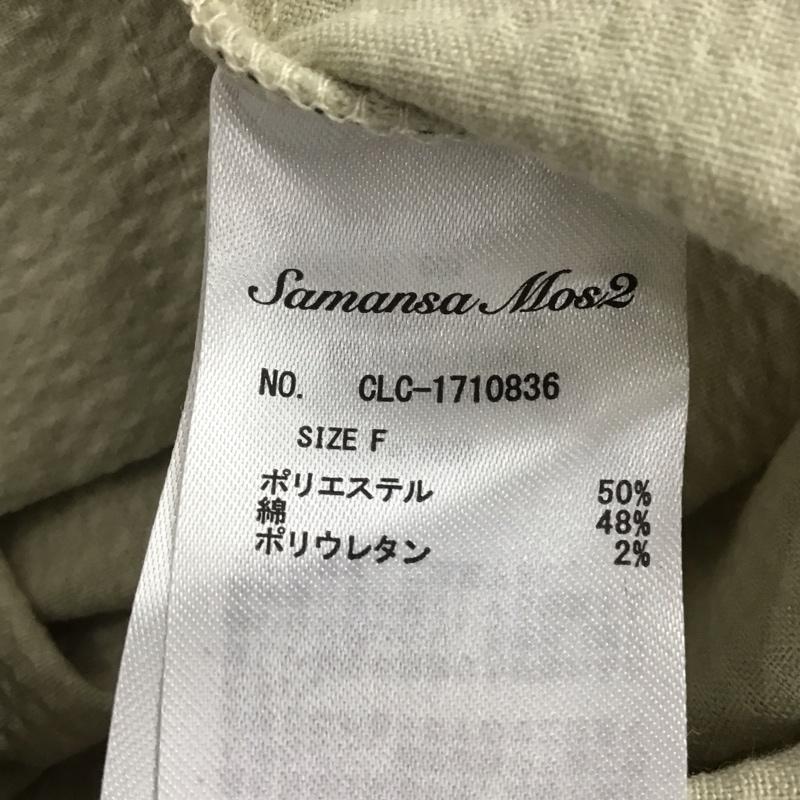 Samansa Mos2
NO. CLC-1710836
SIZE F
ポリエステル 50%
綿 48%
ポリウレタン 2%